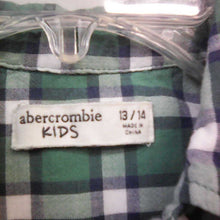 abercrombie 13/14
KIDS MADE IN
CHINA